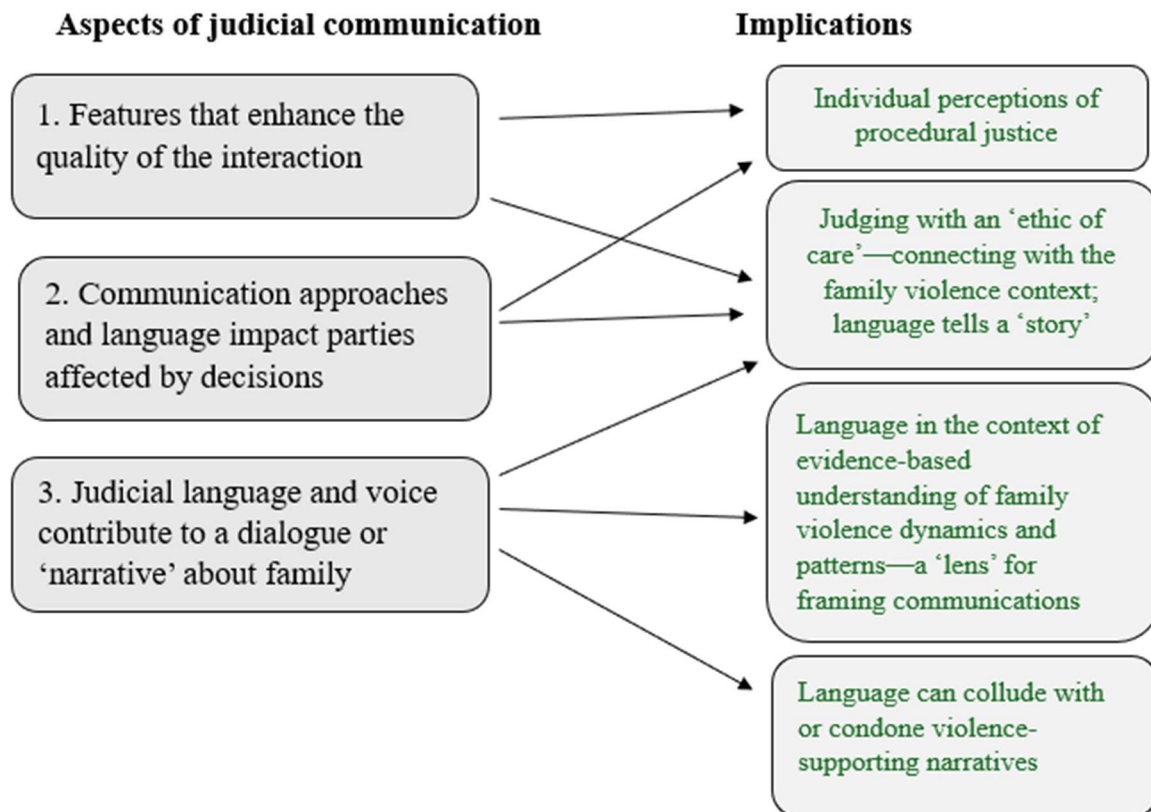 Aspects of judicial communication
Implications
1. Features that enhance the
quality of the interaction
2. Communication approaches
and language impact parties
affected by decisions
3. Judicial language and voice
contribute to a dialogue or
‘narrative’ about family
Individual perceptions of
procedural justice
Judging with an ‘ethic of
care’—connecting with the
family violence context;
language tells a ‘story’
Language in the context of
evidence-based
understanding of family
violence dynamics and
patterns—a ‘lens’ for
framing communications
Language can collude with
or condone violence-
supporting narratives